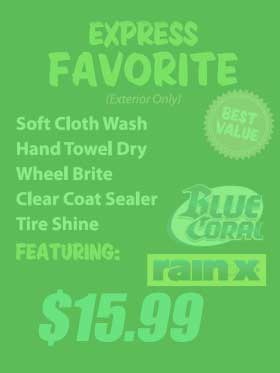 EXPRESS
FAVORITE
(Exterior Only)
BEST
VALUE
Soft Cloth Wash
Hand Towel Dry
Wheel Brite
Clear Coat Sealer
Tire Shine
BLUE
CORAL
FEATURING:
rain x
$15.99